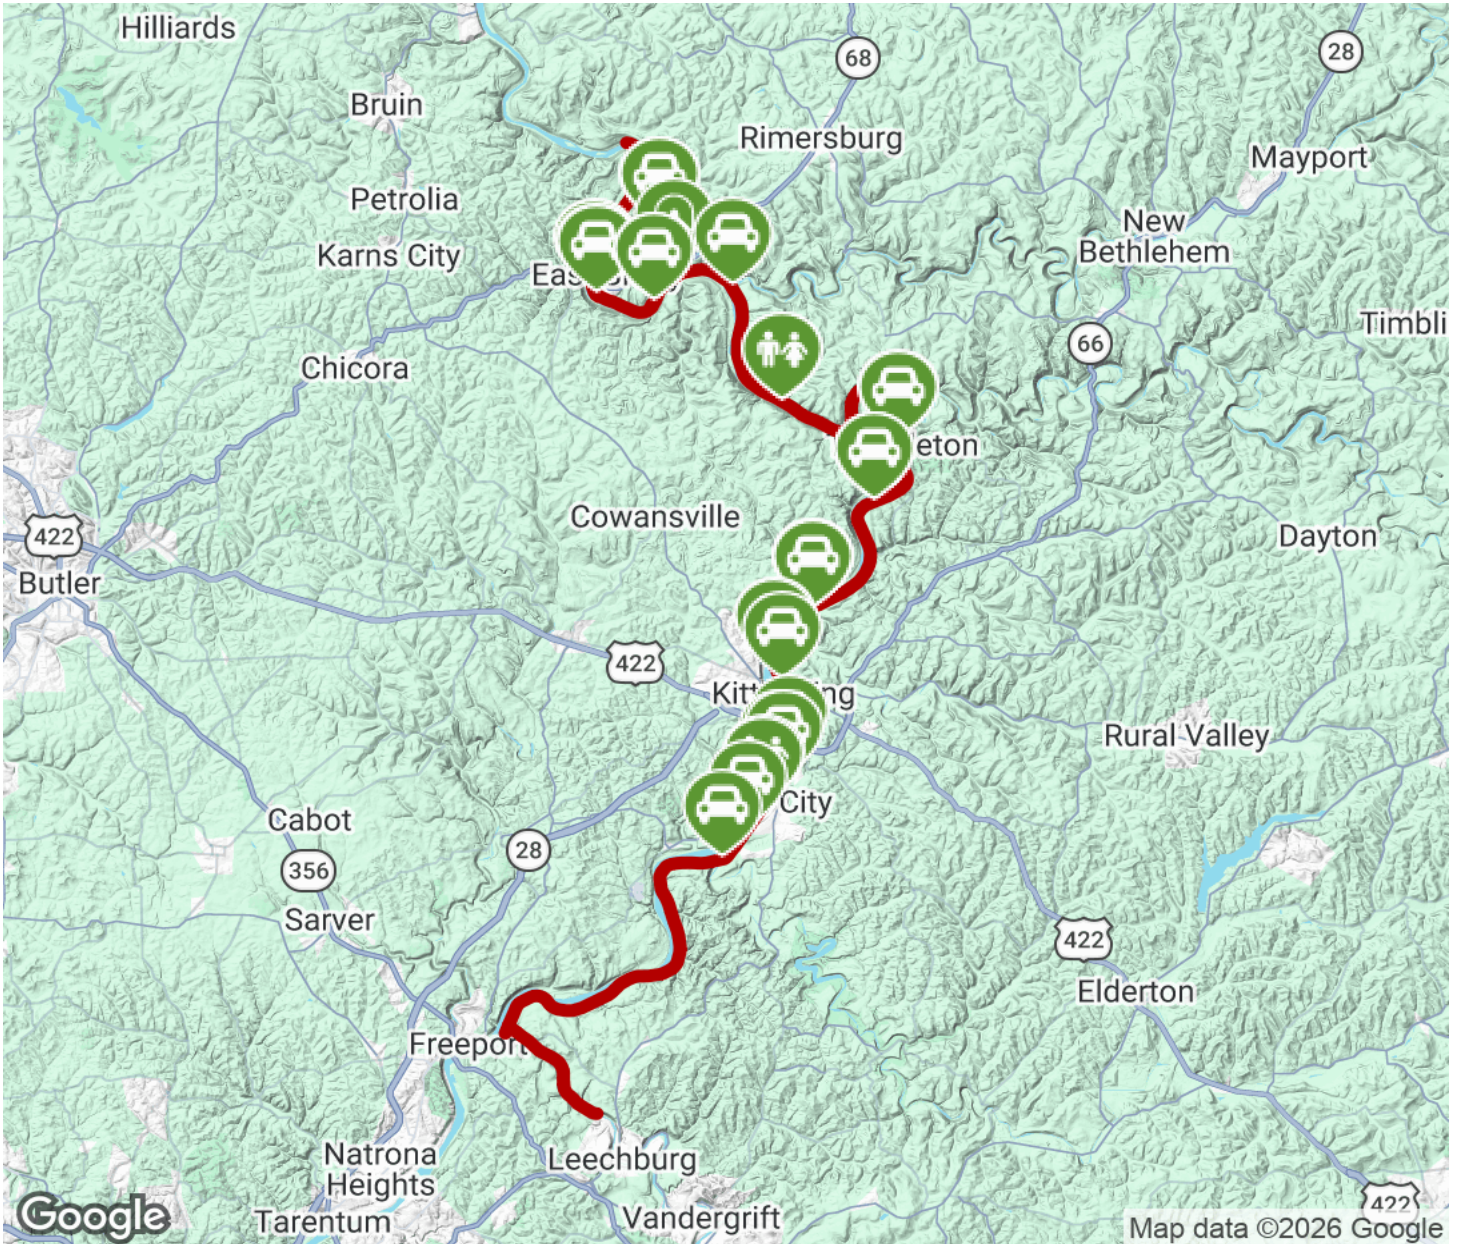 Hilliards
68
28
Bruin
Rimersburg
Mayport
Petrolia
New
Bethlehem
Karns City
Timbli
66
Chicora
eton
Cowansville
Dayton
422
Butler
422
Kitt
ng
Rural Valley
City
Cabot
28
356
Sarver
422
Elderton
Freeport
Natrona
Heights
Leechburg
422
Tarentum
Vandergrift
Google
Map data ©2026 Google